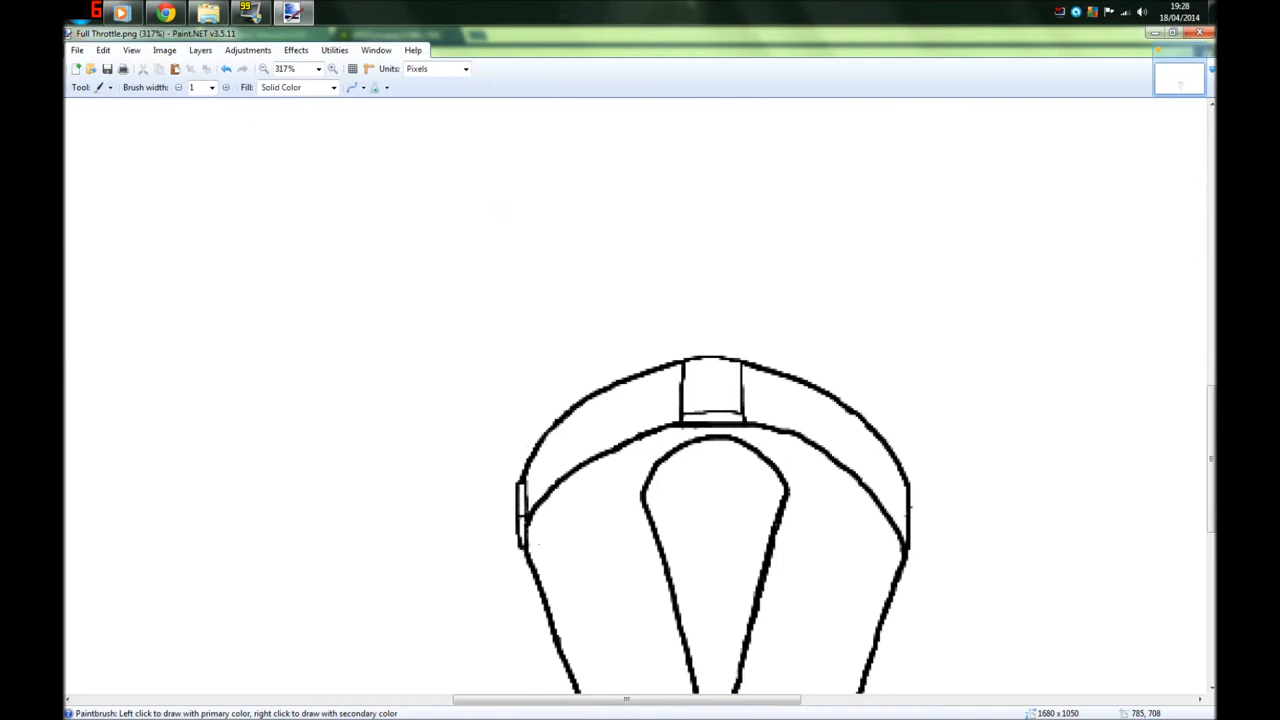 6
99
19:28
18/04/2014
Full Throttle.png (317%) - Paint.NET v3.5.11
File Edit View Image Layers Adjustments Effects Utilities Window Help
317% Units: Pixels
Tool: Brush width: 1 Fill: Solid Color
Paintbrush: Left click to draw with primary color, right click to draw with secondary color 1680 x 1050 785, 708